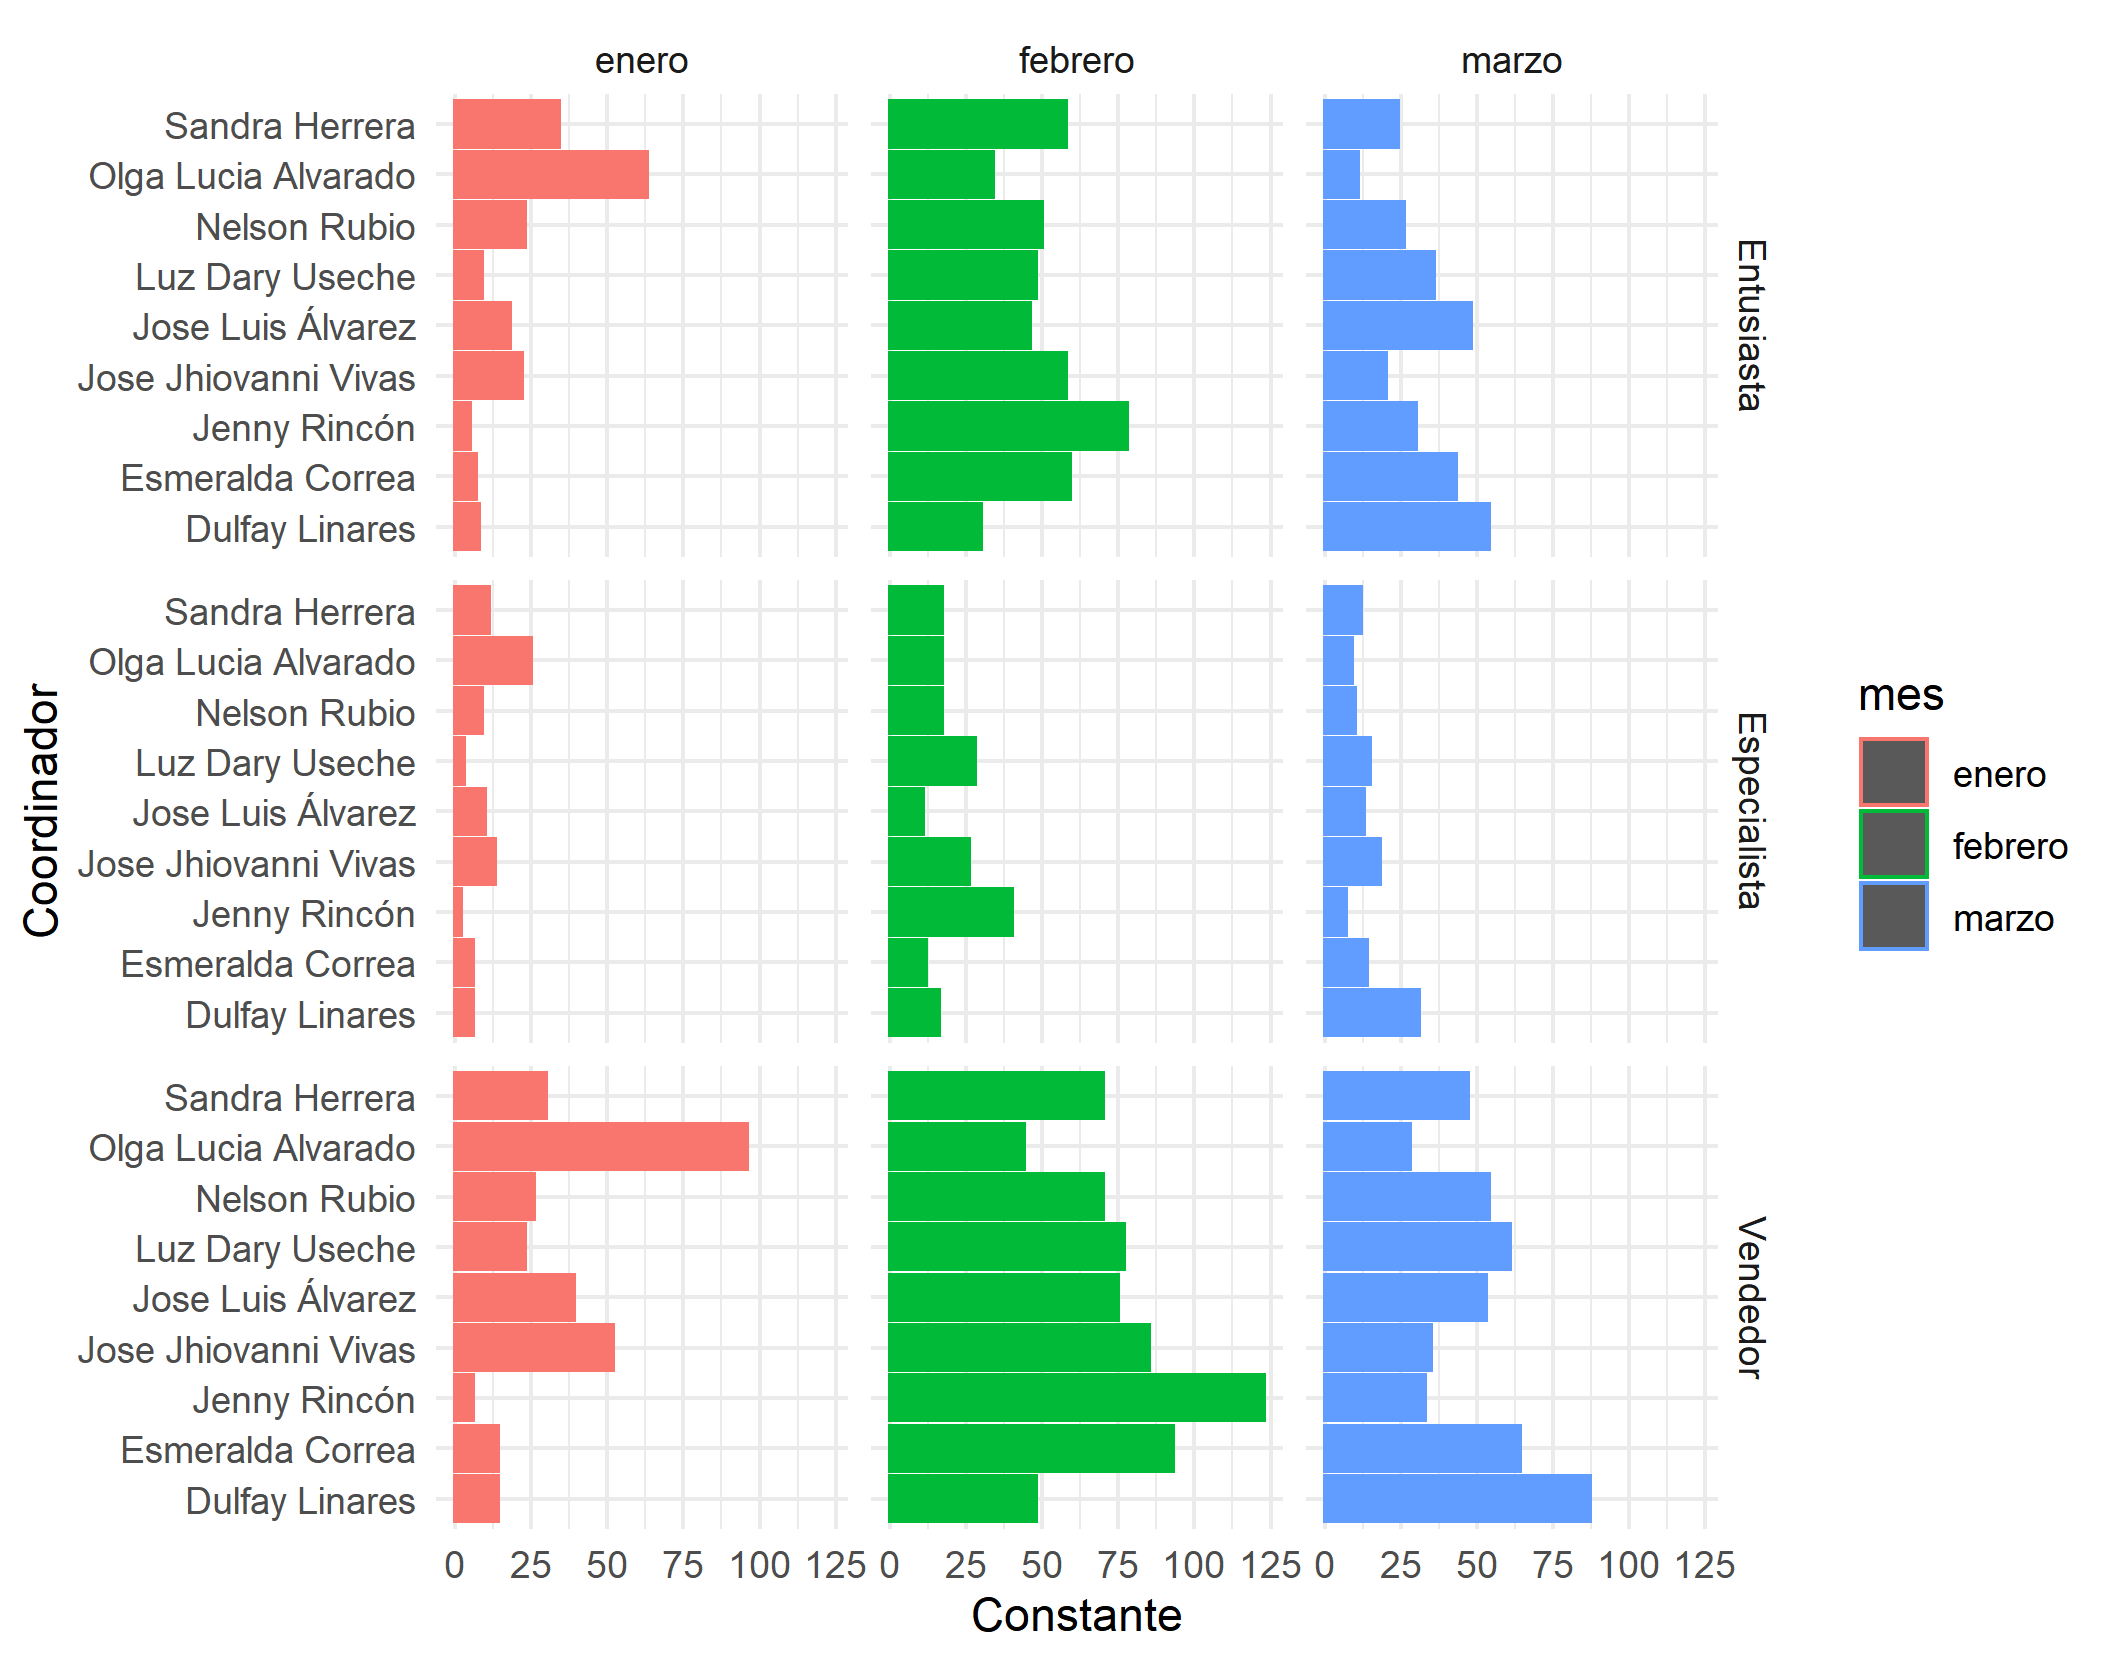 enero febrero marzo
Sandra Herrera
Olga Lucia Alvarado
Nelson Rubio
Luz Dary Useche
Jose Luis Álvarez
Jose Jhiovanni Vivas
Jenny Rincón
Esmeralda Correa
Dulfay Linares
Entusiasta
Sandra Herrera
Olga Lucia Alvarado
Nelson Rubio
Luz Dary Useche
Jose Luis Álvarez
Jose Jhiovanni Vivas
Jenny Rincón
Esmeralda Correa
Dulfay Linares
Especialista
Sandra Herrera
Olga Lucia Alvarado
Nelson Rubio
Luz Dary Useche
Jose Luis Álvarez
Jose Jhiovanni Vivas
Jenny Rincón
Esmeralda Correa
Dulfay Linares
Vendedor
Coordinador
0 25 50 75 100 125 0 25 50 75 100 125 0 25 50 75 100 125
Constante
mes
enero
febrero
marzo